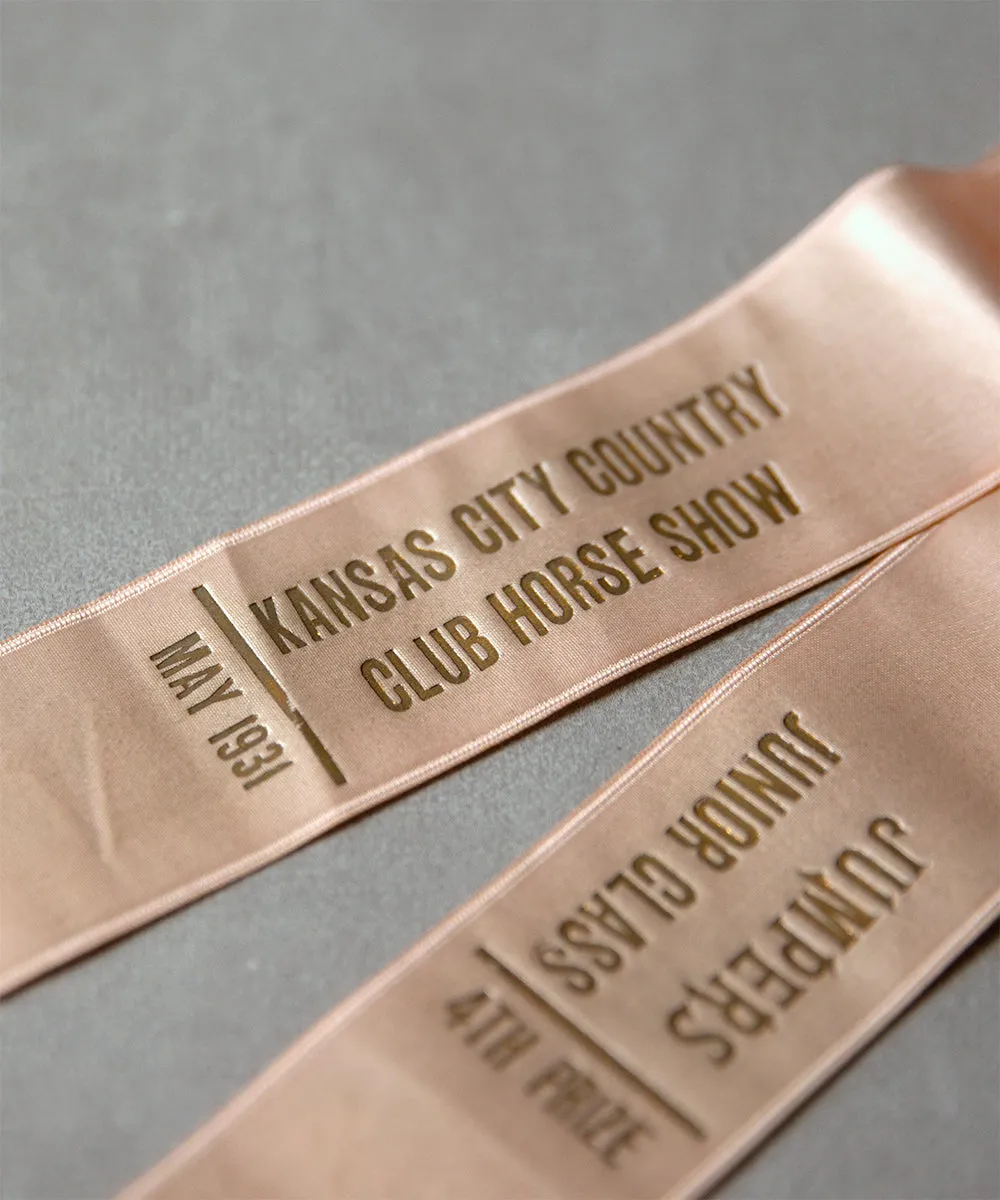 KANSAS CITY COUNTRY
CLUB HORSE SHOW
MAY 1931
JUMPERS
JUNIOR CLASS
4TH PRIZE